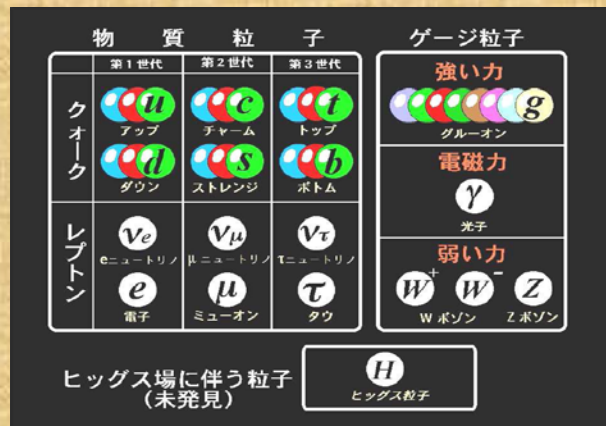 物質粒子
第1世代 第2世代 第3世代
クォーク
u c t
アップ チャーム トップ
d s b
ダウン ストレンジ ボトム
レプトン
νe νμ ντ
eニュートリノ μニュートリノ τニュートリノ
e μ τ
電子 ミューオン タウ
ゲージ粒子
強い力
g
グルーオン
電磁力
γ
光子
弱い力
W+ W- Z
Wボソン Zボソン
ヒッグス場に伴う粒子
(未発見)
H
ヒッグス粒子